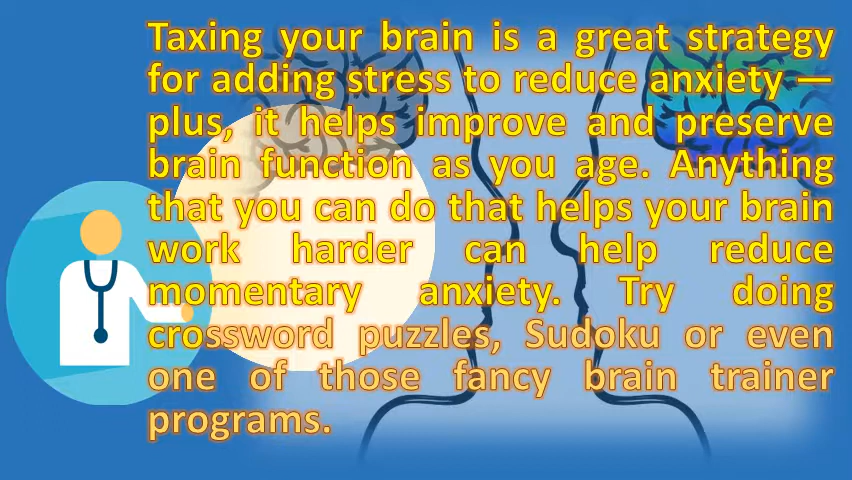 Taxing your brain is a great strategy
for adding stress to reduce anxiety —
plus, it helps improve and preserve
brain function as you age. Anything
that you can do that helps your brain
work harder can help reduce
momentary anxiety. Try doing
crossword puzzles, Sudoku or even
one of those fancy brain trainer
programs.